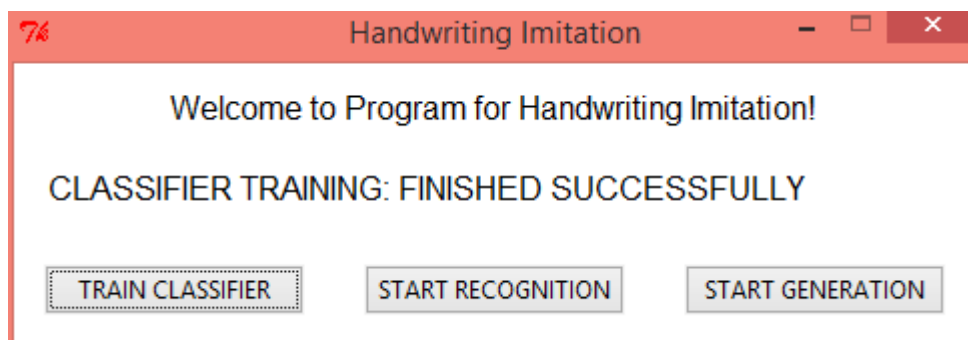 Handwriting Imitation
Welcome to Program for Handwriting Imitation!
CLASSIFIER TRAINING: FINISHED SUCCESSFULLY
TRAIN CLASSIFIER START RECOGNITION START GENERATION